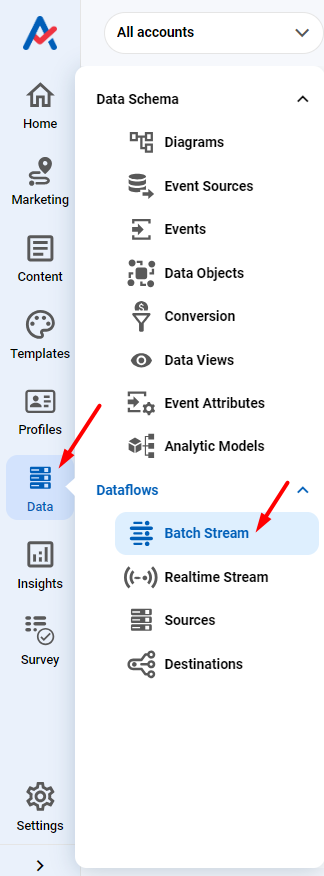 All accounts
Home
Marketing
Content
Templates
Profiles
Data
Insights
Survey
Settings
Data Schema
Diagrams
Event Sources
Events
Data Objects
Conversion
Data Views
Event Attributes
Analytic Models
Dataflows
Batch Stream
Realtime Stream
Sources
Destinations